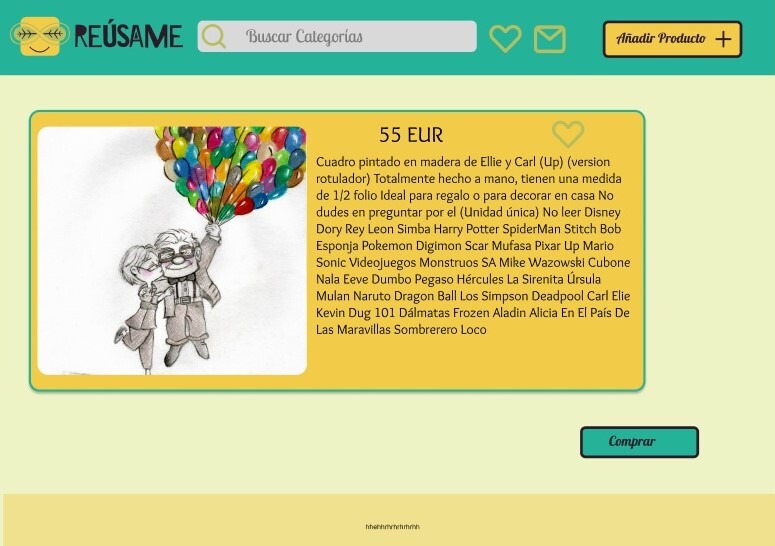 REÚSAME
Buscar Categorías
Añadir Producto
55 EUR
Cuadro pintado en madera de Ellie y Carl (Up) (version
rotulador) Totalmente hecho a mano, tienen una medida
de 1/2 folio Ideal para regalo o para decorar en casa No
dudes en preguntar por el (Unidad única) No leer Disney
Dory Rey Leon Simba Harry Potter SpiderMan Stitch Bob
Esponja Pokemon Digimon Scar Mufasa Pixar Up Mario
Sonic Videojuegos Monstruos SA Mike Wazowski Cubone
Nala Eeve Dumbo Pegaso Hércules La Sirenita Úrsula
Mulan Naruto Dragon Ball Los Simpson Deadpool Carl Elie
Kevin Dug 101 Dálmatas Frozen Aladin Alicia En El País De
Las Maravillas Sombrerero Loco
Comprar